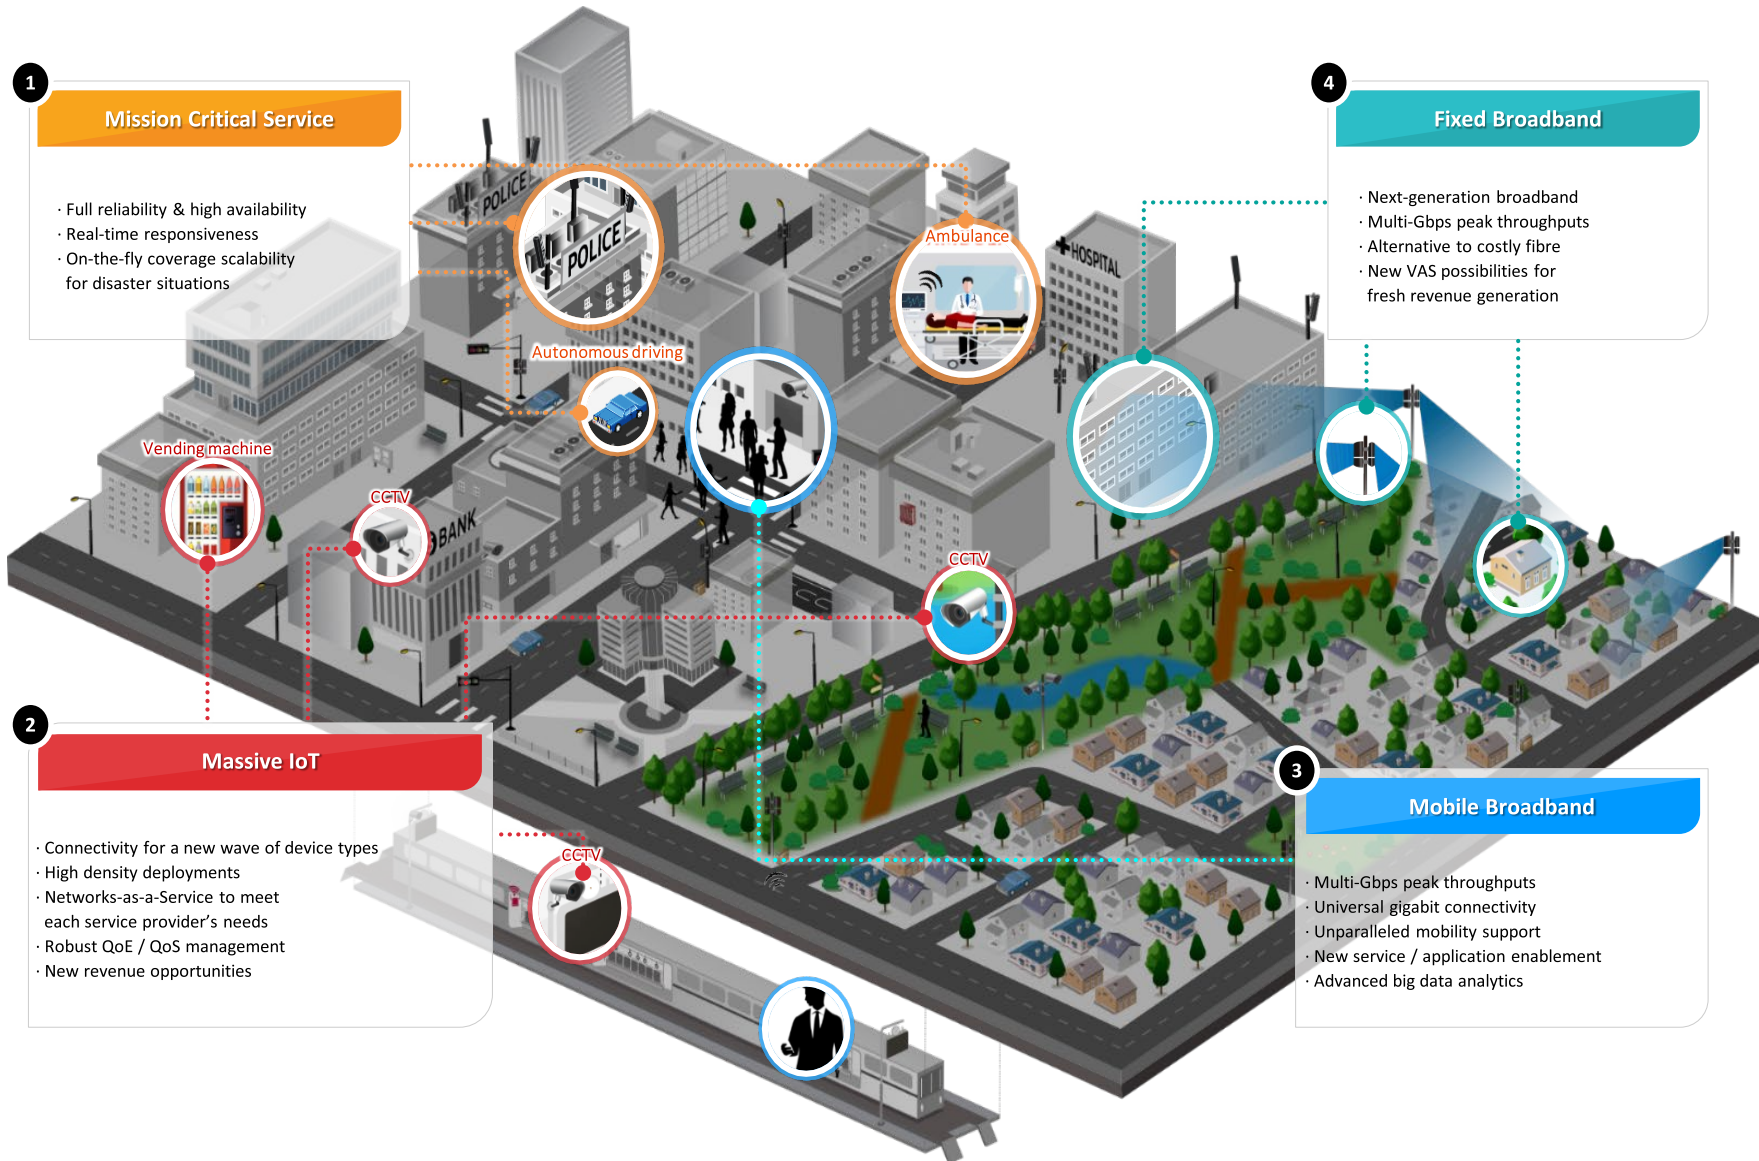 1
Mission Critical Service
· Full reliability & high availability
· Real-time responsiveness
· On-the-fly coverage scalability
for disaster situations
4
Fixed Broadband
· Next-generation broadband
· Multi-Gbps peak throughputs
· Alternative to costly fibre
· New VAS possibilities for
fresh revenue generation
POLICE
POLICE
Ambulance
HOSPITAL
Autonomous driving
Vending machine
CCTV
BANK
CCTV
2
Massive IoT
· Connectivity for a new wave of device types
· High density deployments
· Networks-as-a-Service to meet
each service provider's needs
· Robust QoE / QoS management
· New revenue opportunities
CCTV
3
Mobile Broadband
· Multi-Gbps peak throughputs
· Universal gigabit connectivity
· Unparalleled mobility support
· New service / application enablement
· Advanced big data analytics